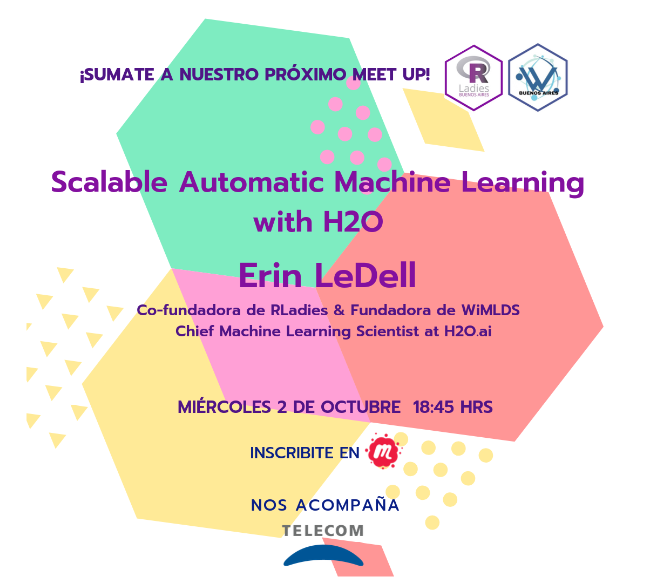 ¡SUMATE A NUESTRO PRÓXIMO MEET UP!
R
Ladies
BUENOS AIRES
W
BUENOS AIRES
Scalable Automatic Machine Learning
with H2O
Erin LeDell
Co-fundadora de RLadies & Fundadora de WiMLDS
Chief Machine Learning Scientist at H2O.ai
MIÉRCOLES 2 DE OCTUBRE 18:45 HRS
INSCRIBITE EN m
NOS ACOMPAÑA
TELECOM